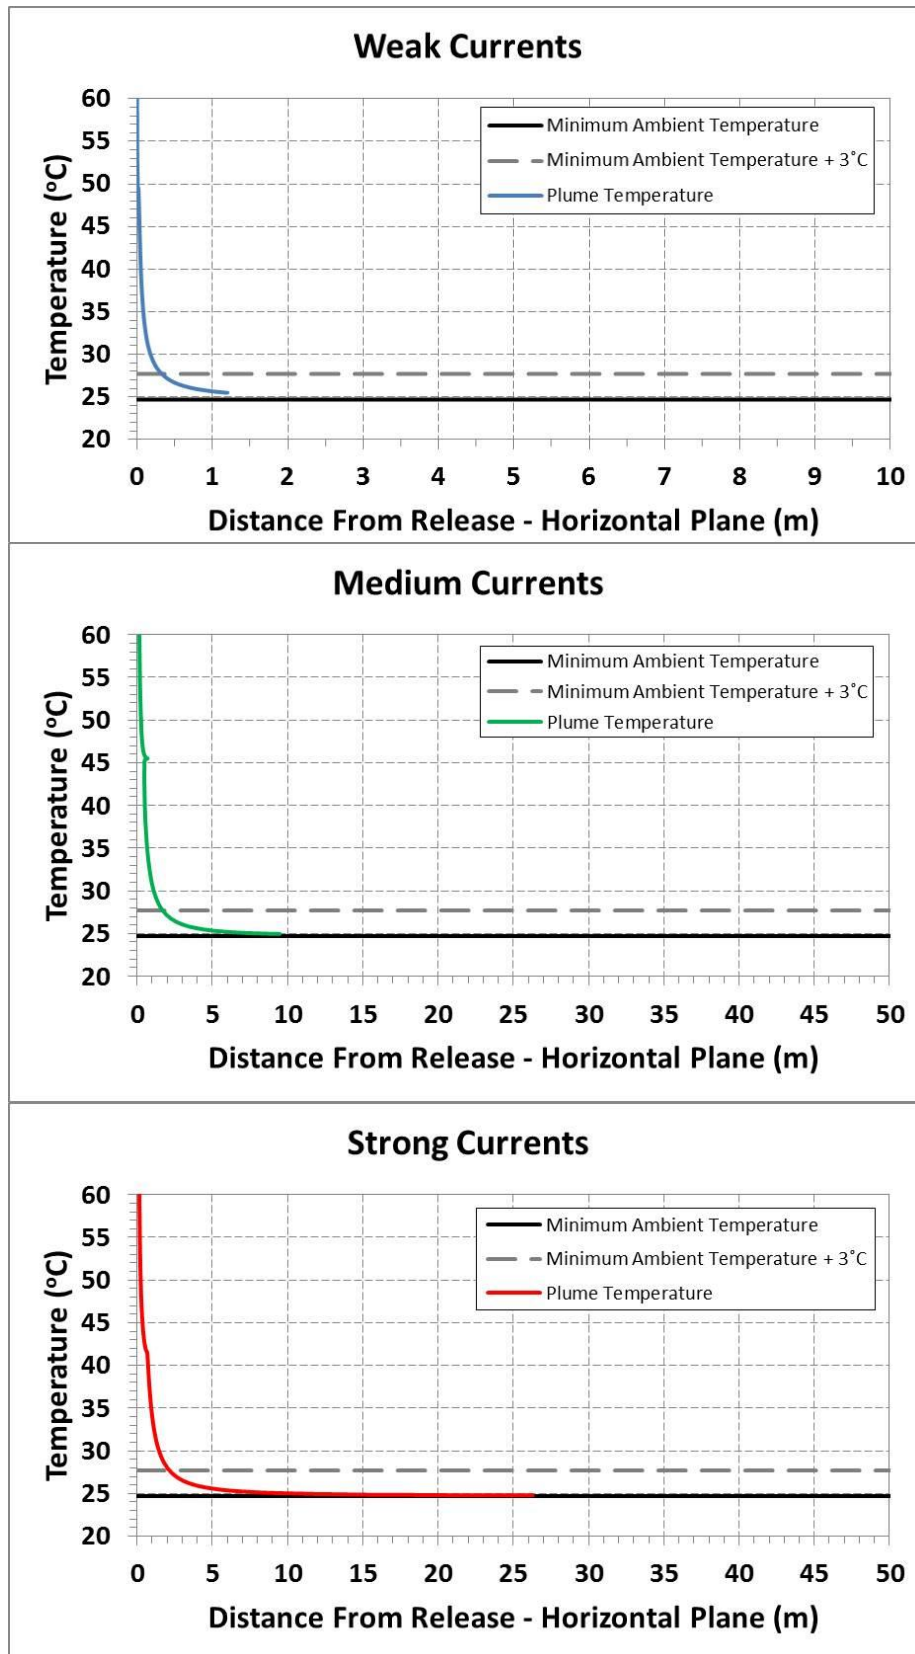 Weak Currents
60
55
50
45
40
35
30
25
20
Temperature (ᵒC)
Minimum Ambient Temperature
Minimum Ambient Temperature + 3˚C
Plume Temperature
0 1 2 3 4 5 6 7 8 9 10
Distance From Release - Horizontal Plane (m)
Medium Currents
60
55
50
45
40
35
30
25
20
Temperature (ᵒC)
Minimum Ambient Temperature
Minimum Ambient Temperature + 3˚C
Plume Temperature
0 5 10 15 20 25 30 35 40 45 50
Distance From Release - Horizontal Plane (m)
Strong Currents
60
55
50
45
40
35
30
25
20
Temperature (ᵒC)
Minimum Ambient Temperature
Minimum Ambient Temperature + 3˚C
Plume Temperature
0 5 10 15 20 25 30 35 40 45 50
Distance From Release - Horizontal Plane (m)